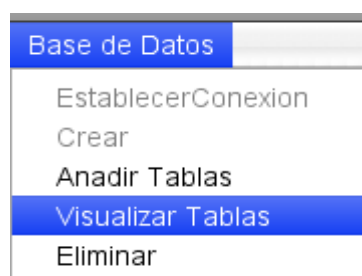 Base de Datos
EstablecerConexion
Crear
Anadir Tablas
Visualizar Tablas
Eliminar